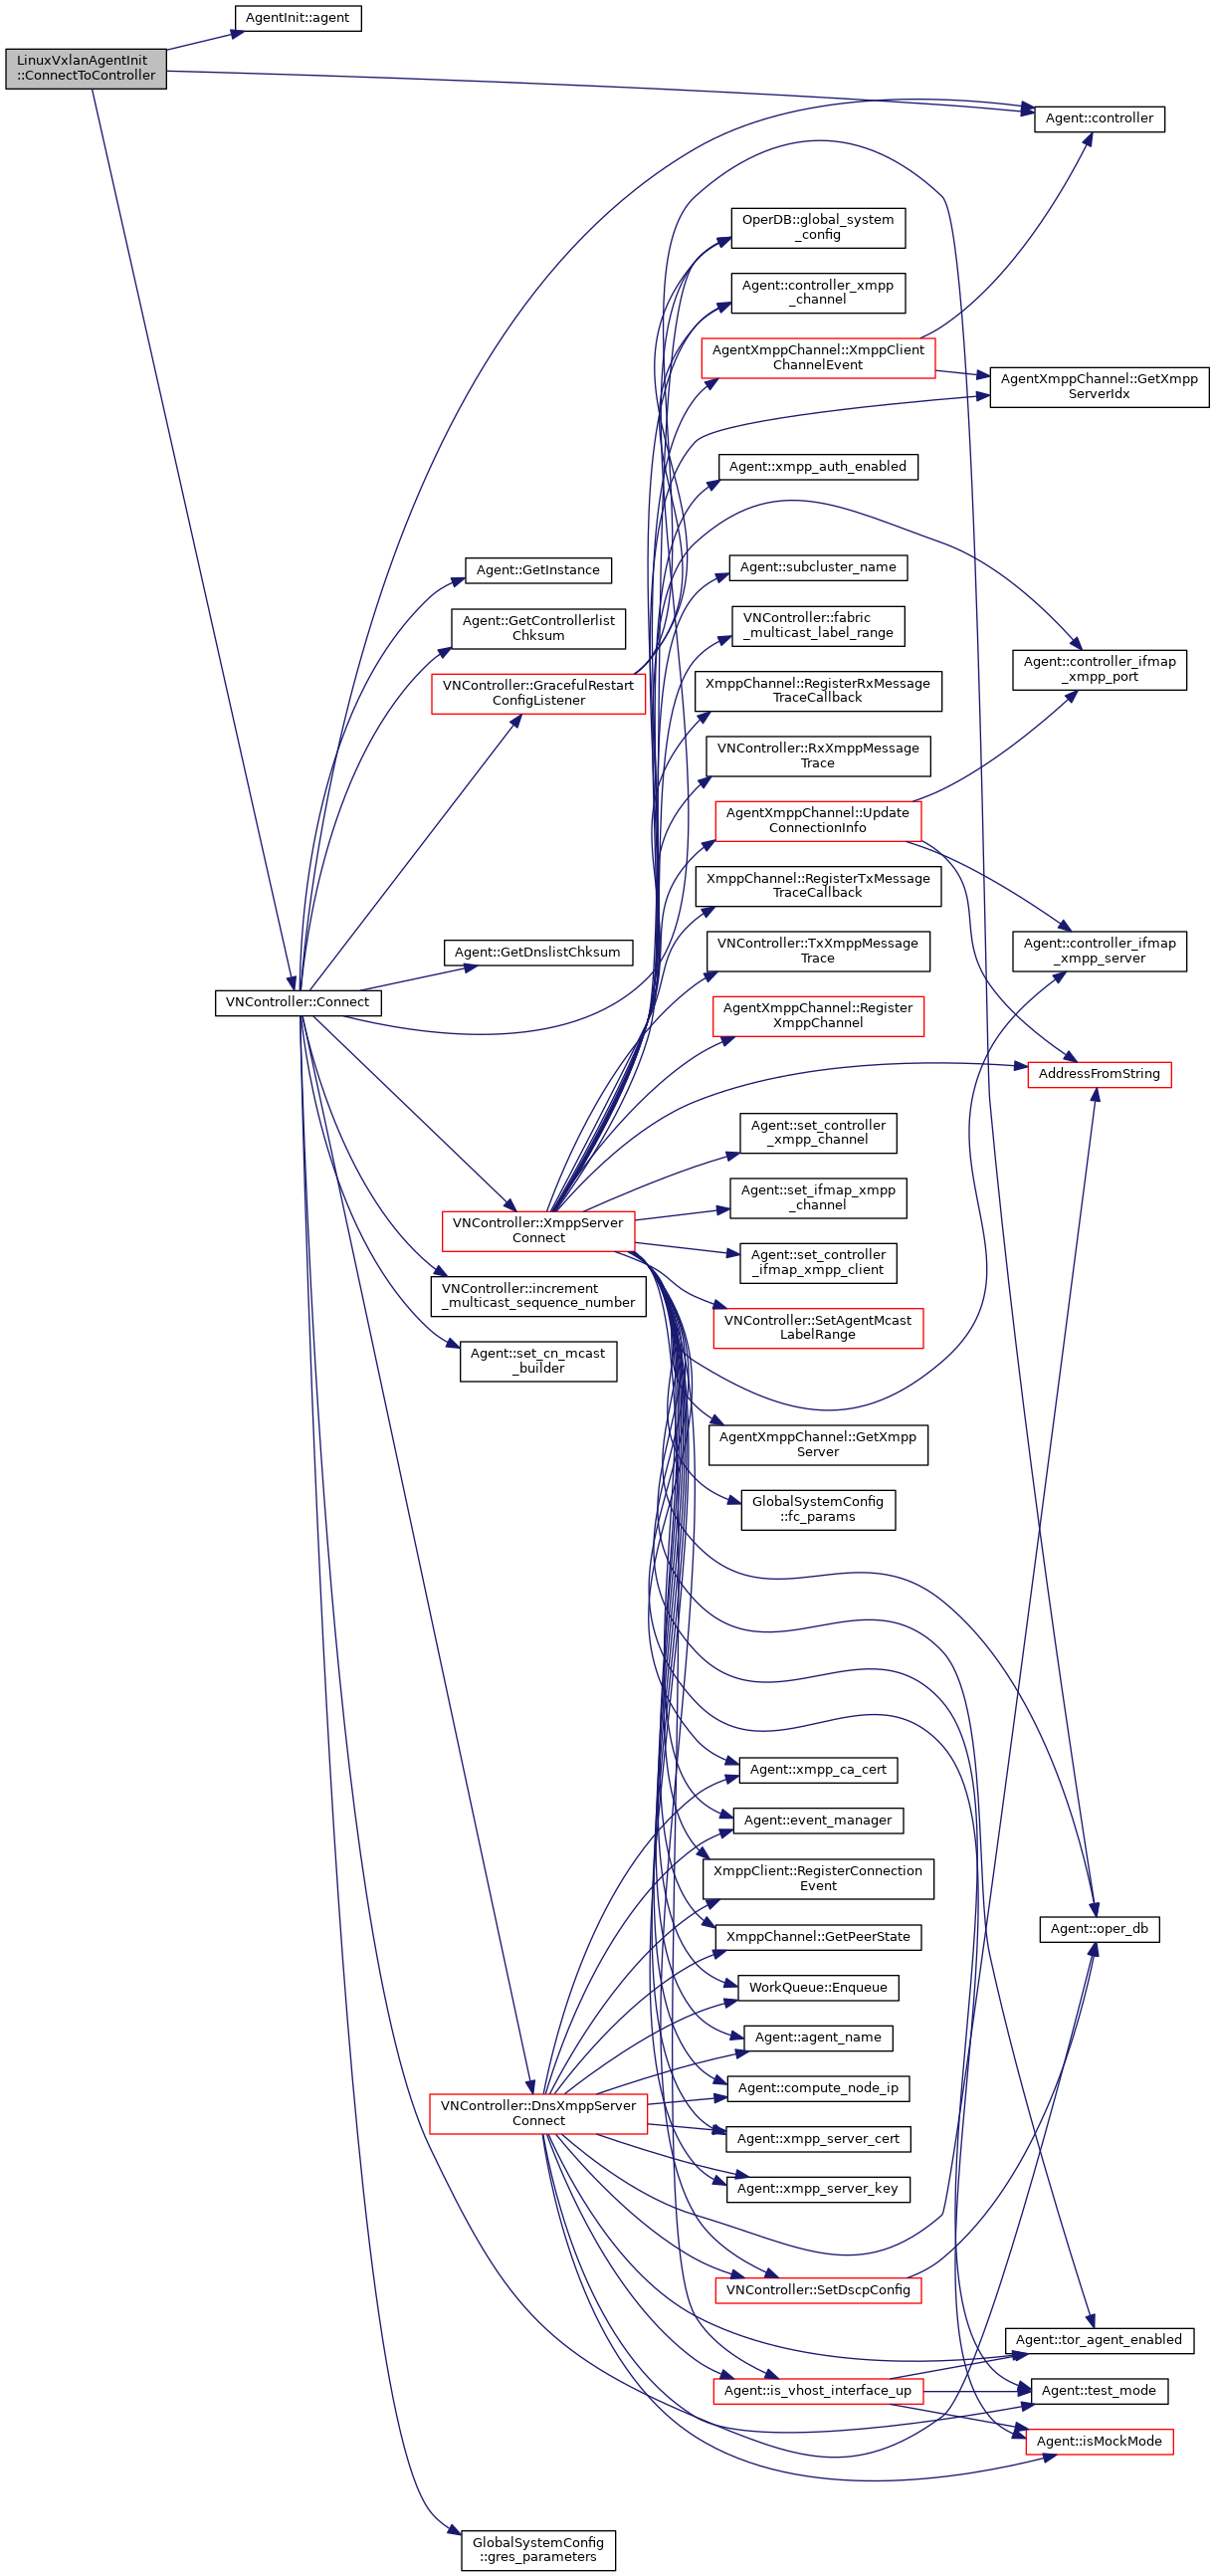 AgentInit::agent
LinuxVxlanAgentInit
::ConnectToController
Agent::controller
OperDB::global_system
_config
Agent::controller_xmpp
_channel
AgentXmppChannel::XmppClient
ChannelEvent
AgentXmppChannel::GetXmpp
ServerIdx
Agent::xmpp_auth_enabled
Agent::GetInstance
Agent::subcluster_name
Agent::GetControllerlist
Chksum
VNController::fabric
_multicast_label_range
Agent::controller_ifmap
_xmpp_port
VNController::GracefulRestart
ConfigListener
XmppChannel::RegisterRxMessage
TraceCallback
VNController::RxXmppMessage
Trace
AgentXmppChannel::Update
ConnectionInfo
XmppChannel::RegisterTxMessage
TraceCallback
Agent::GetDnslistChksum
VNController::TxXmppMessage
Trace
Agent::controller_ifmap
_xmpp_server
VNController::Connect
AgentXmppChannel::Register
XmppChannel
AddressFromString
Agent::set_controller
_xmpp_channel
Agent::set_ifmap_xmpp
_channel
VNController::XmppServer
Connect
Agent::set_controller
_ifmap_xmpp_client
VNController::increment
_multicast_sequence_number
VNController::SetAgentMcast
LabelRange
Agent::set_cn_mcast
_builder
AgentXmppChannel::GetXmpp
Server
GlobalSystemConfig
::fc_params
Agent::xmpp_ca_cert
Agent::event_manager
XmppClient::RegisterConnection
Event
Agent::oper_db
XmppChannel::GetPeerState
WorkQueue::Enqueue
Agent::agent_name
Agent::compute_node_ip
VNController::DnsXmppServer
Connect
Agent::xmpp_server_cert
Agent::xmpp_server_key
VNController::SetDscpConfig
Agent::tor_agent_enabled
Agent::is_vhost_interface_up
Agent::test_mode
Agent::isMockMode
GlobalSystemConfig
::gres_parameters